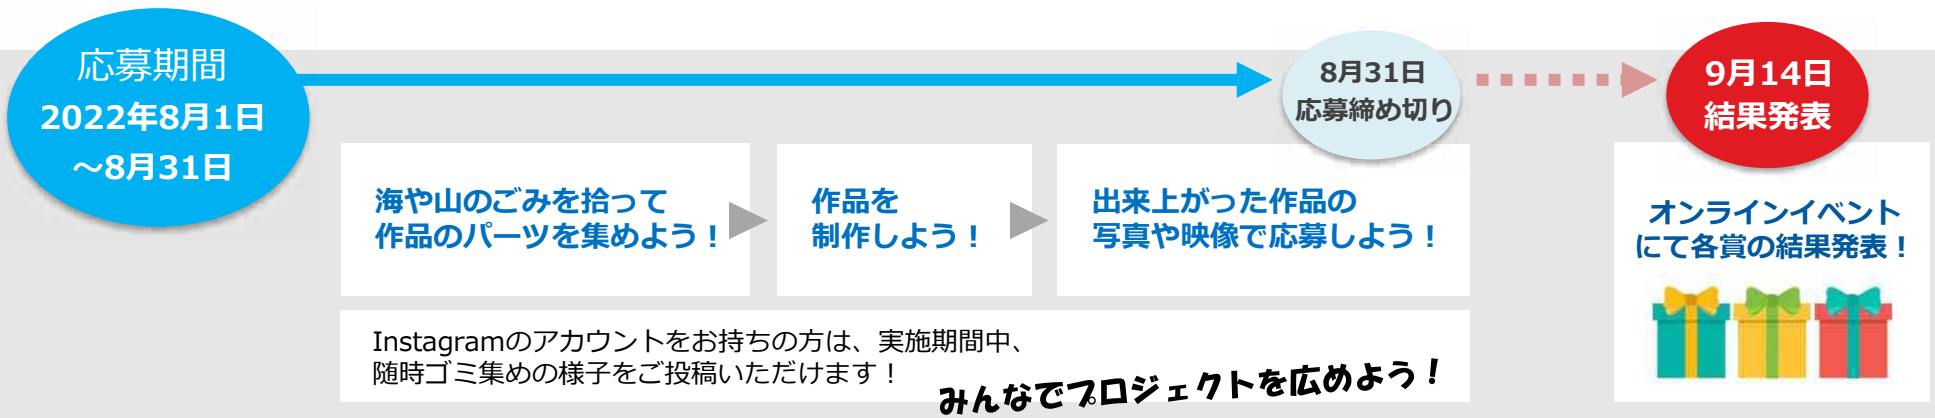 応募期間
2022年8月1日
～8月31日
8月31日
応募締め切り
9月14日
結果発表
海や山のごみを拾って
作品のパーツを集めよう！
作品を
制作しよう！
出来上がった作品の
写真や映像で応募しよう！
オンラインイベント
にて各賞の結果発表！
Instagramのアカウントをお持ちの方は、実施期間中、
随時ゴミ集めの様子をご投稿いただけます！
みんなでプロジェクトを広めよう！